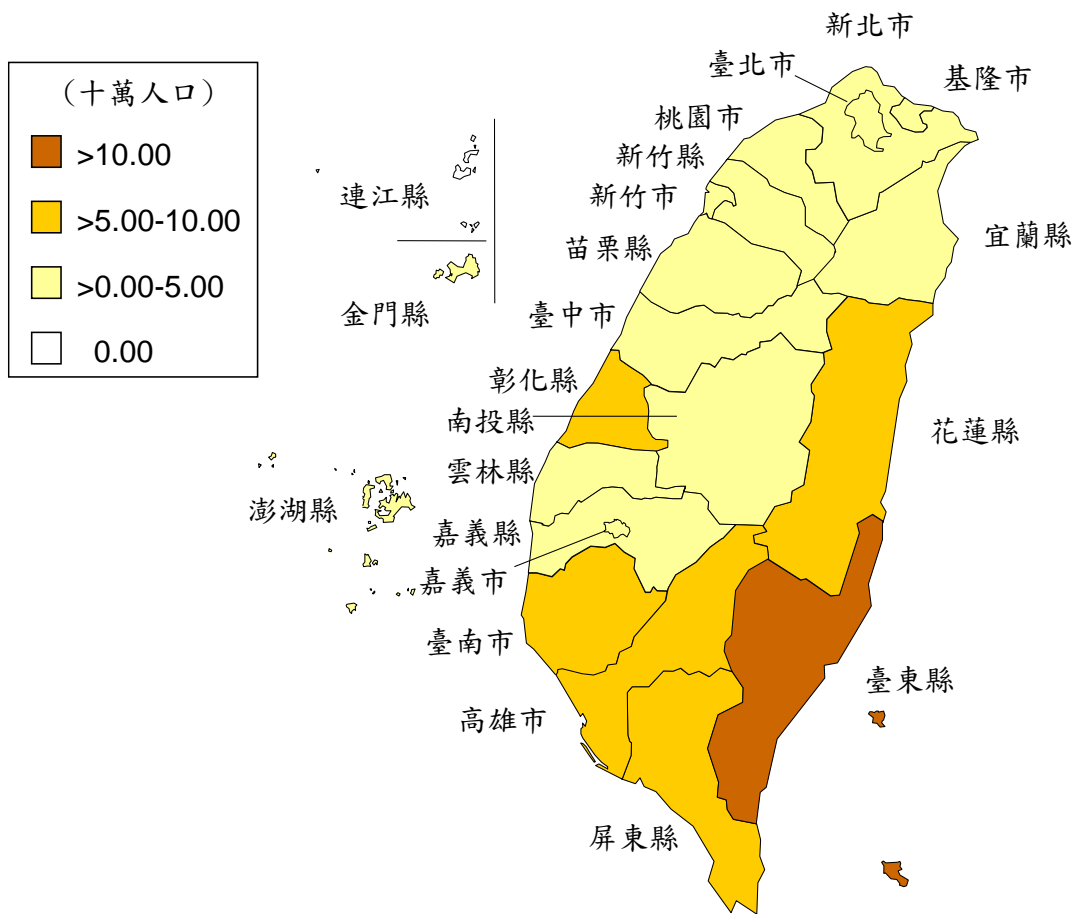 (十萬人口)
>10.00
>5.00-10.00
>0.00-5.00
0.00
新北市
臺北市
基隆市
桃園市
新竹縣
新竹市
連江縣
苗栗縣
宜蘭縣
金門縣
臺中市
彰化縣
南投縣
花蓮縣
雲林縣
澎湖縣
嘉義縣
嘉義市
臺南市
臺東縣
高雄市
屏東縣